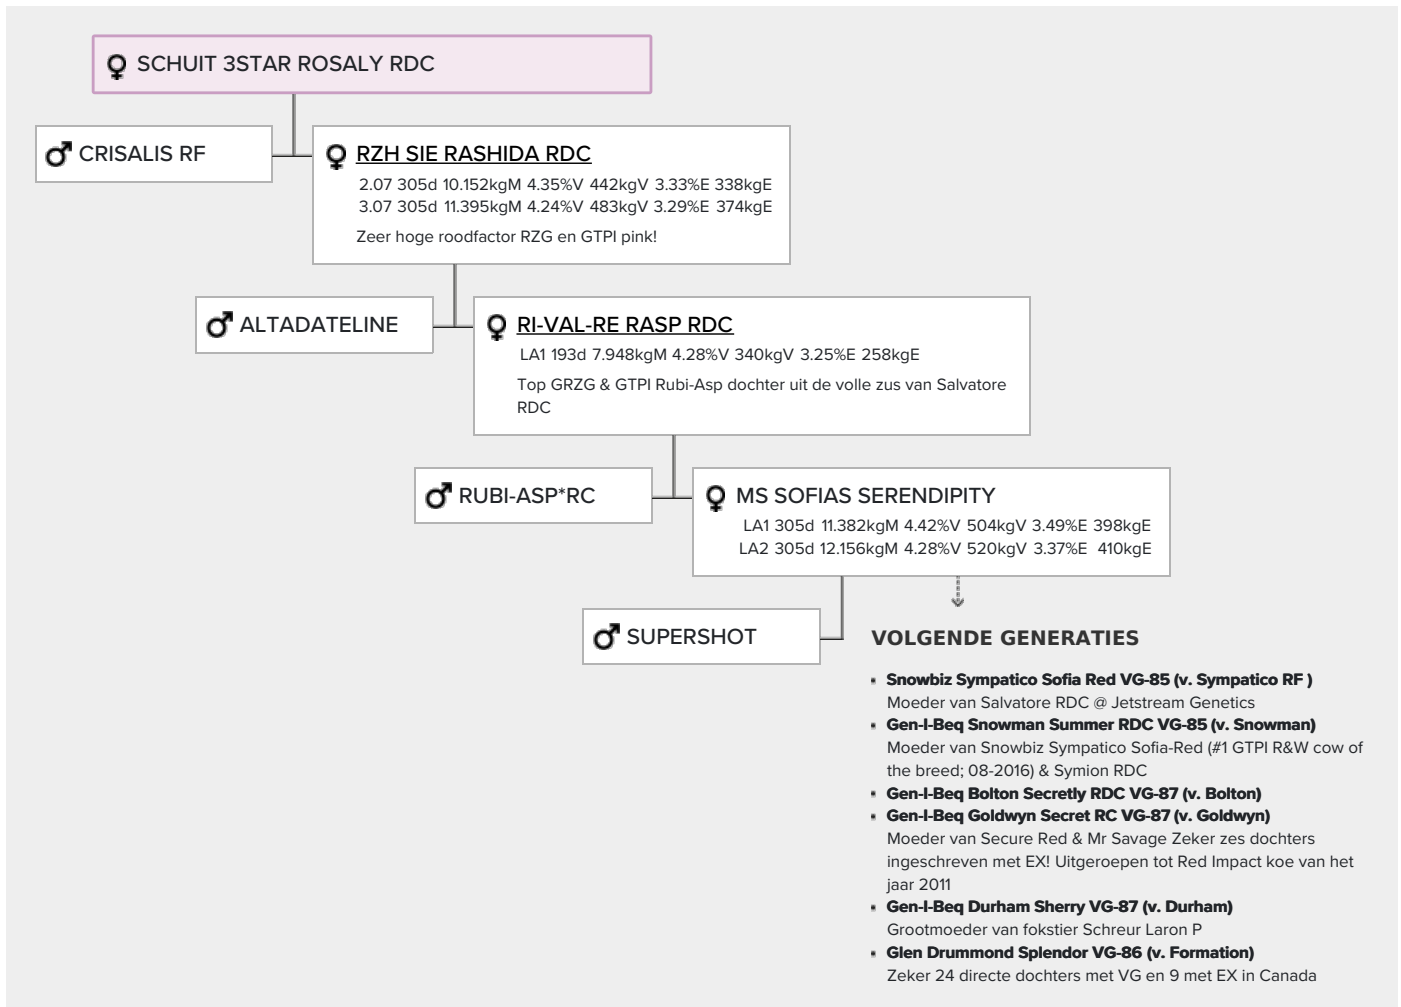 SCHUIT 3STAR ROSALY RDC
CRISALIS RF
RZH SIE RASHIDA RDC
2.07 305d 10.152kgM 4.35%V 442kgV 3.33%E 338kgE
3.07 305d 11.395kgM 4.24%V 483kgV 3.29%E 374kgE
Zeer hoge roodfactor RZG en GTPI pink!
ALTADATELINE
RI-VAL-RE RASP RDC
LA1 193d 7.948kgM 4.28%V 340kgV 3.25%E 258kgE
Top GRZG & GTPI Rubi-Asp dochter uit de volle zus van Salvatore
RDC
RUBI-ASP*RC
MS SOFIAS SERENDIPITY
LA1 305d 11.382kgM 4.42%V 504kgV 3.49%E 398kgE
LA2 305d 12.156kgM 4.28%V 520kgV 3.37%E 410kgE
SUPERSHOT
VOLGENDE GENERATIES
Snowbiz Sympatico Sofia Red VG-85 (v. Sympatico RF )
Moeder van Salvatore RDC @ Jetstream Genetics
Gen-I-Beq Snowman Summer RDC VG-85 (v. Snowman)
Moeder van Snowbiz Sympatico Sofia-Red (#1 GTPI R&W cow of
the breed; 08-2016) & Symion RDC
Gen-I-Beq Bolton Secretly RDC VG-87 (v. Bolton)
Gen-I-Beq Goldwyn Secret RC VG-87 (v. Goldwyn)
Moeder van Secure Red & Mr Savage Zeker zes dochters
ingeschreven met EX! Uitgeroepen tot Red Impact koe van het
jaar 2011
Gen-I-Beq Durham Sherry VG-87 (v. Durham)
Grootmoeder van fokstier Schreur Laron P
Glen Drummond Splendor VG-86 (v. Formation)
Zeker 24 directe dochters met VG en 9 met EX in Canada